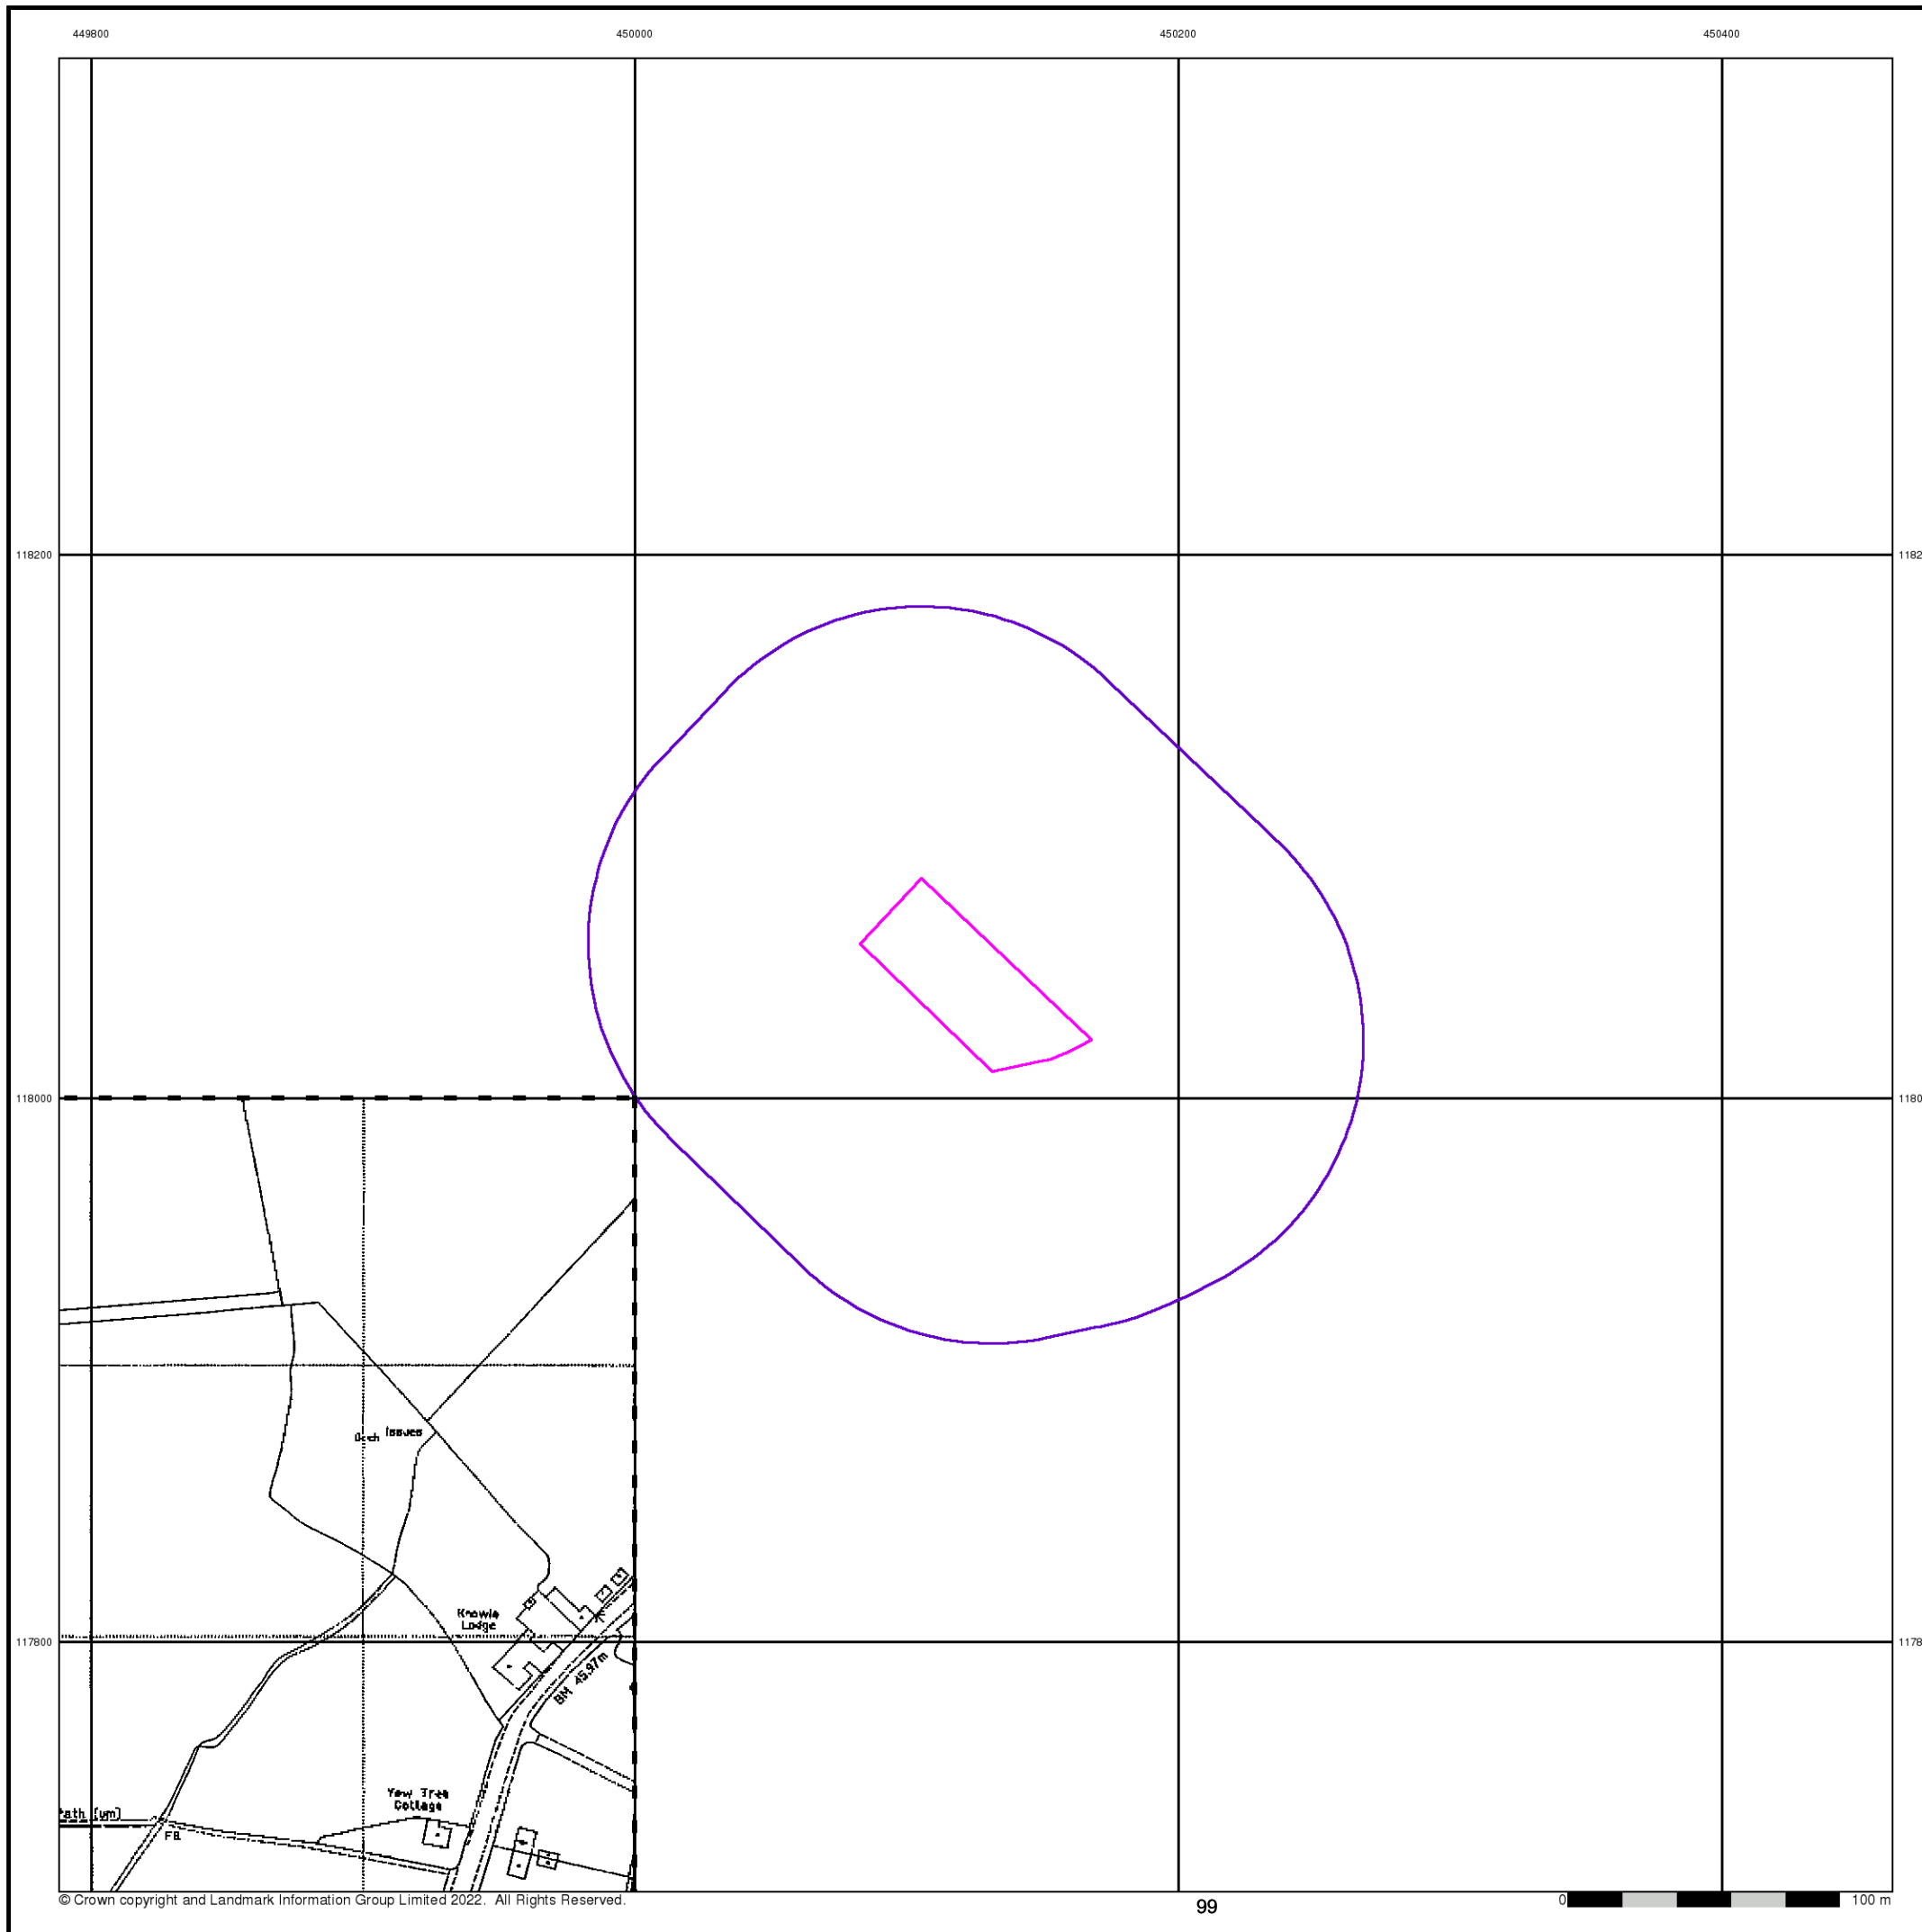 449800 450000 450200 450400
118200 1182
118000 1180
Issues
Knowle
Lodge
117800 1178
BM 45.97m
Yew Tree
Cottage
Path (um)
FB
© Crown copyright and Landmark Information Group Limited 2022. All Rights Reserved.
99
0 100 m